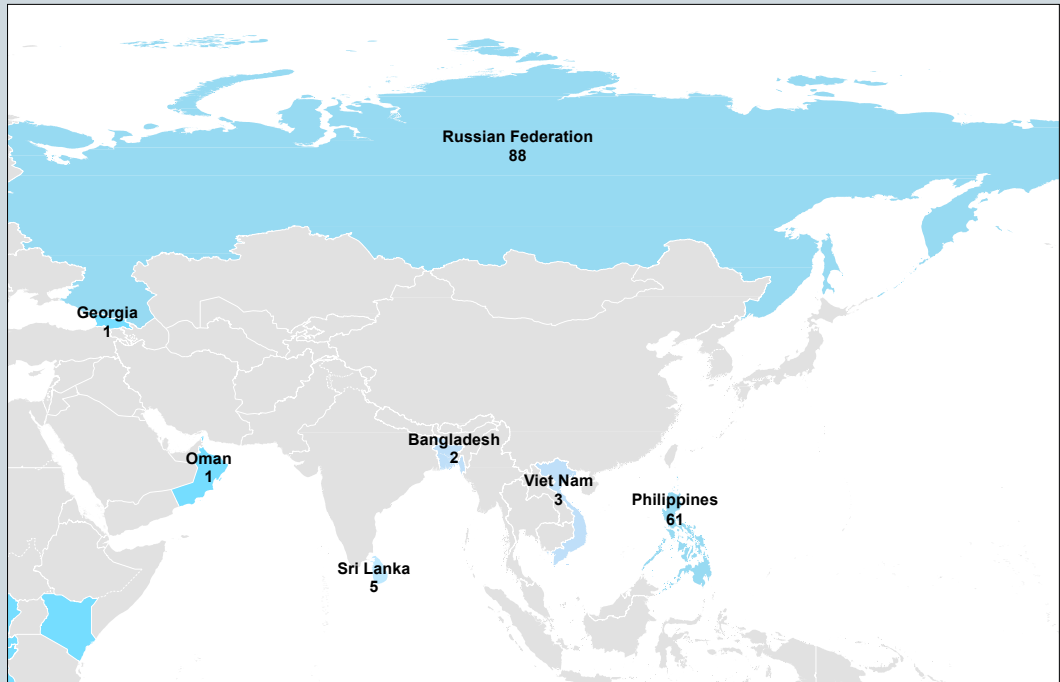 Russian Federation
88
Georgia
1
Bangladesh
2
Oman
1
Viet Nam
3
Philippines
61
Sri Lanka
5